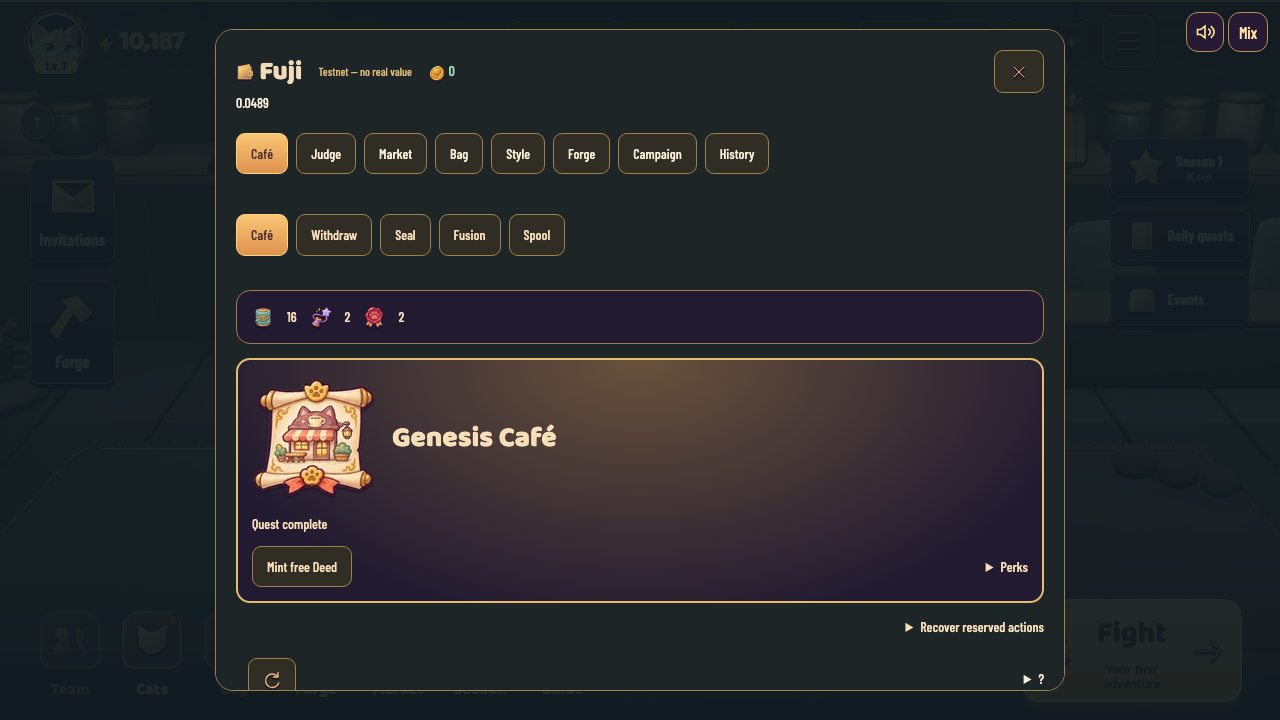 10,187
Lv. 1
Mix
Fuji
Testnet — no real value
0
0.0489
Café
Judge
Market
Bag
Style
Forge
Campaign
History
Café
Withdraw
Seal
Fusion
Spool
16
2
2
Genesis Café
Quest complete
Mint free Deed
Perks
Recover reserved actions
?
Invitations
Forge
Season 1
Daily quests
Events
Team
Cats
Fight
Your first
adventure